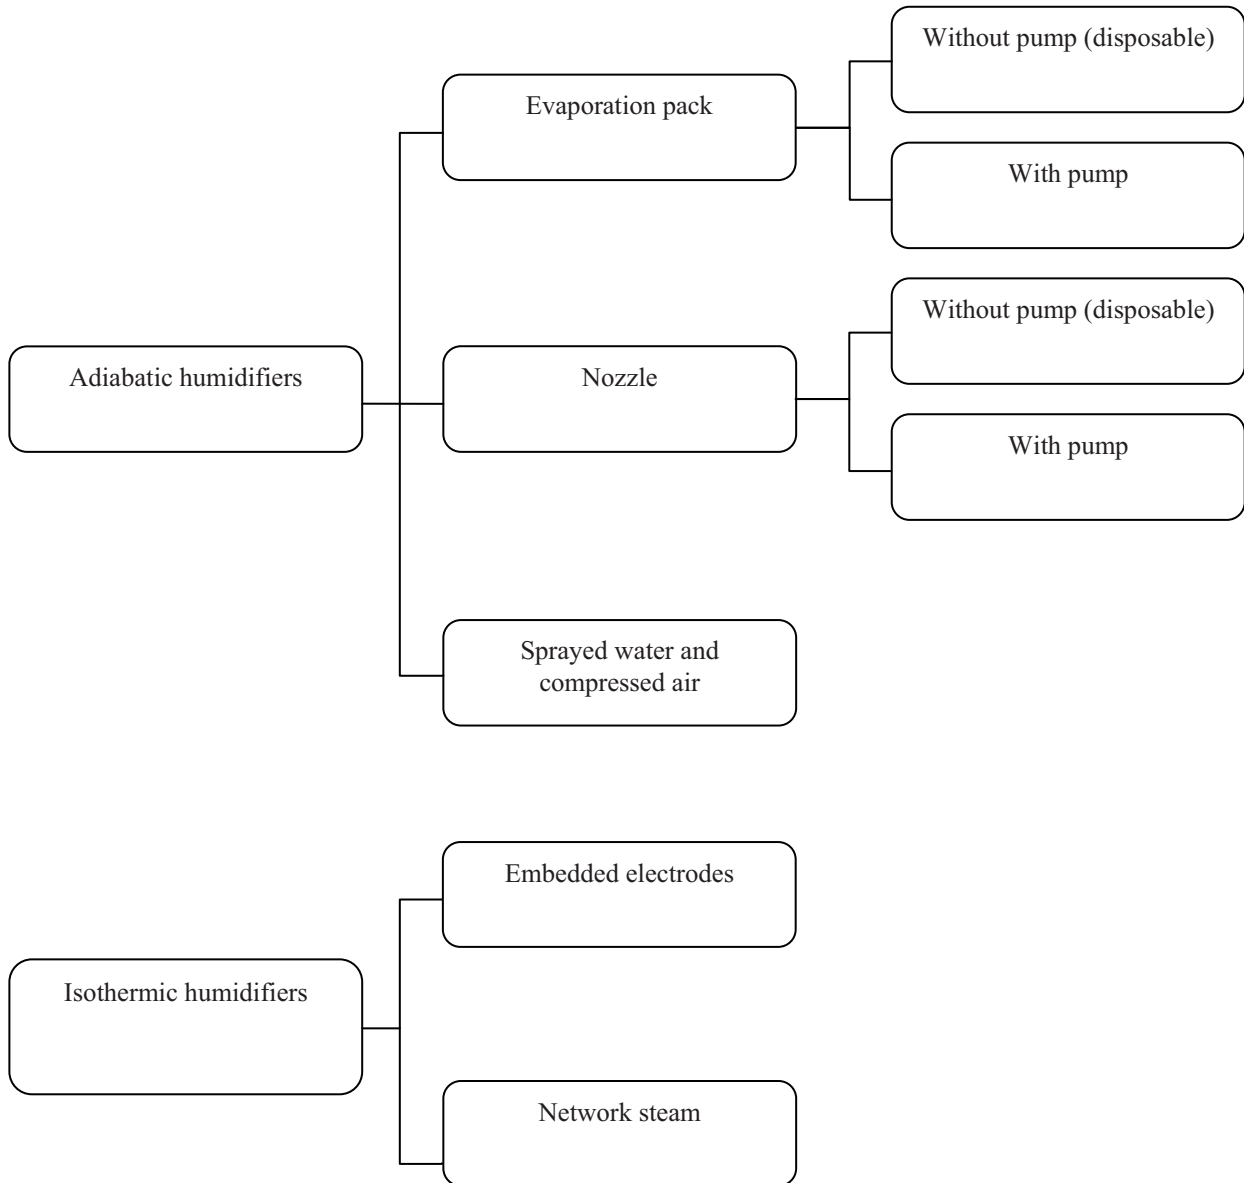 Without pump (disposable)
Evaporation pack
With pump
Without pump (disposable)
Adiabatic humidifiers
Nozzle
With pump
Sprayed water and
compressed air
Embedded electrodes
Isothermic humidifiers
Network steam